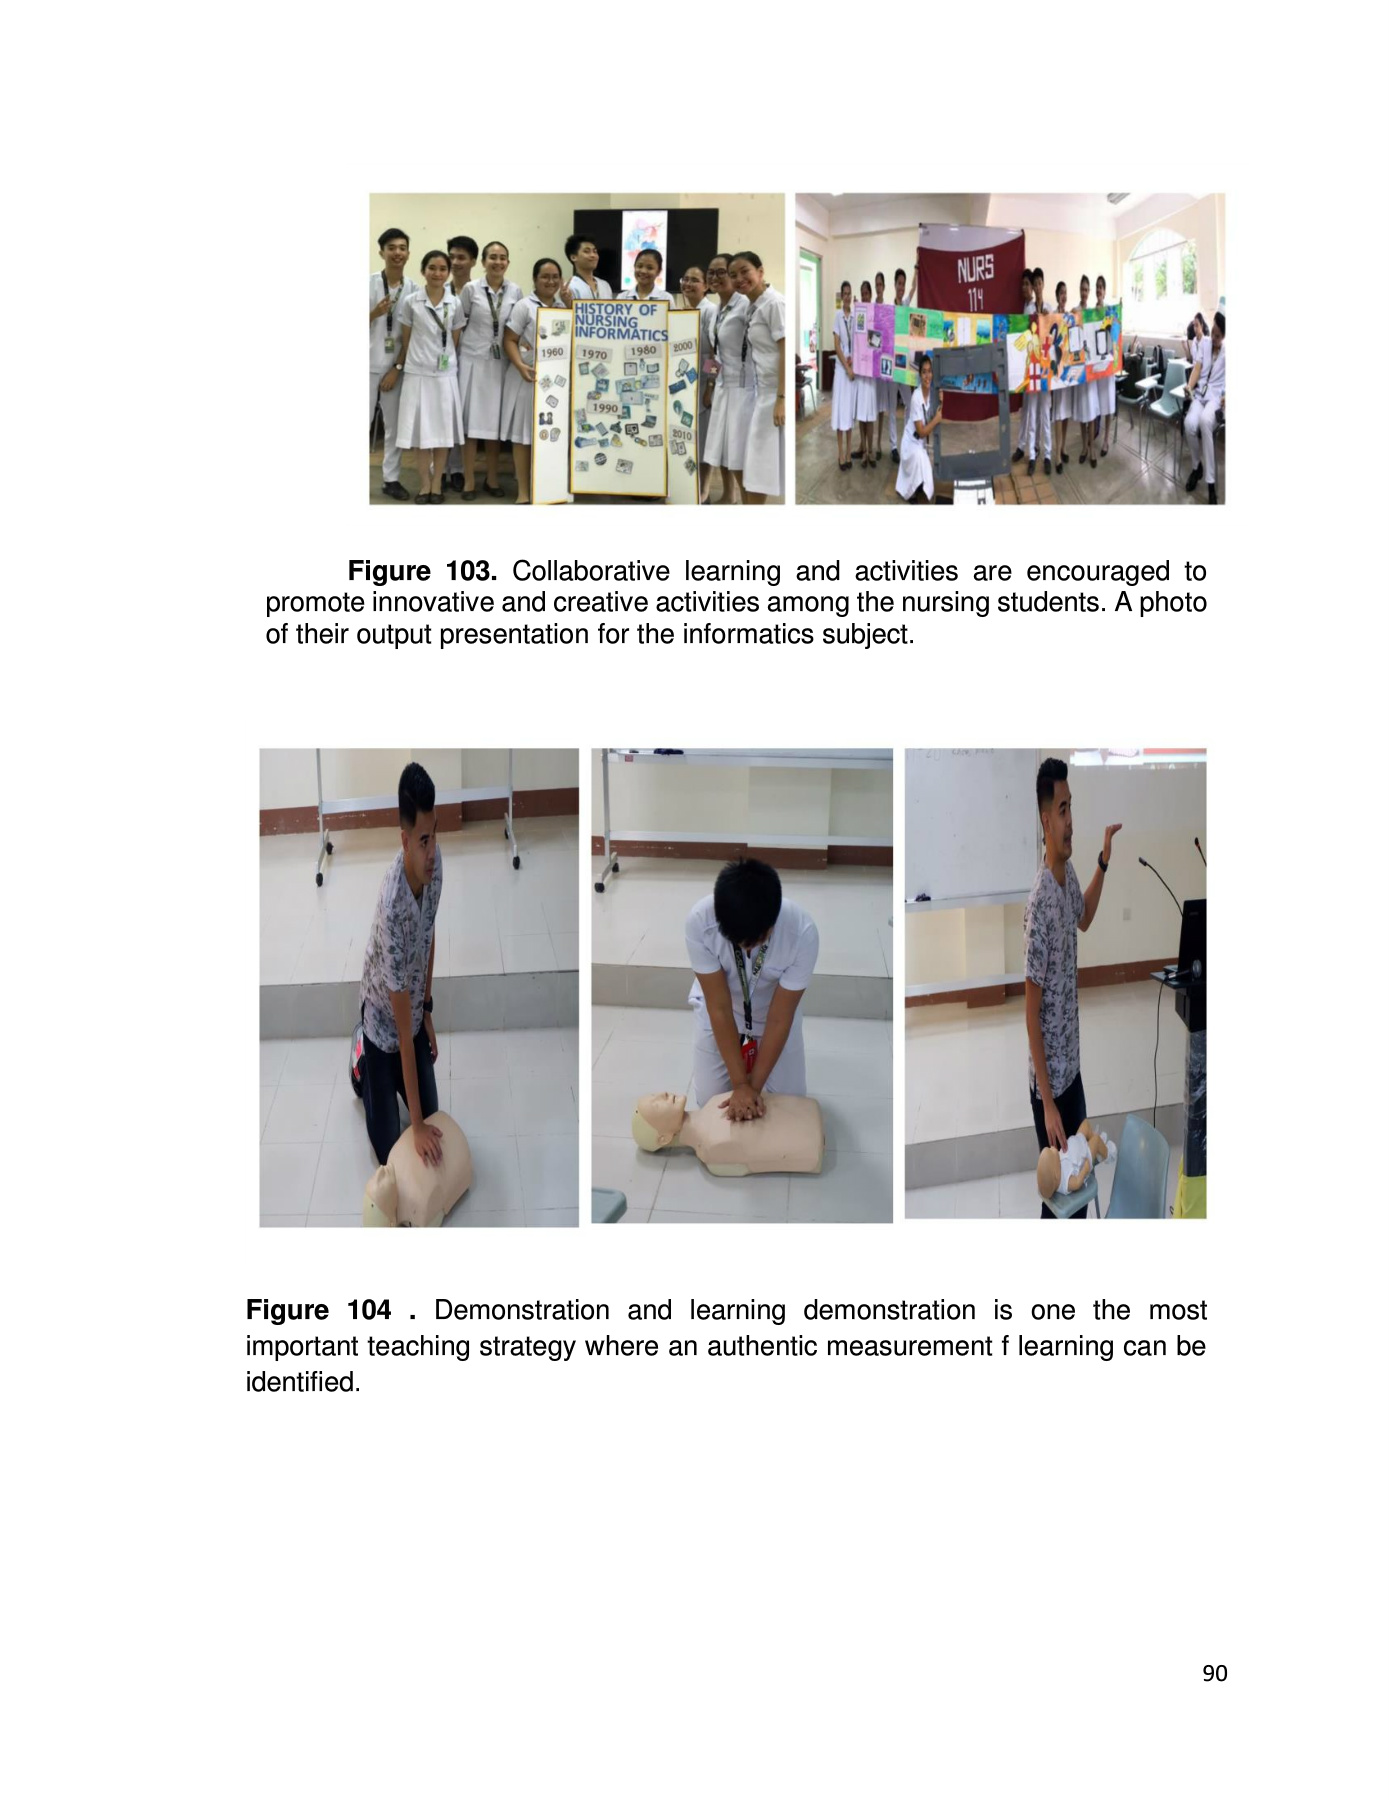 HISTORY OF
NURSING
INFORMATICS
1960
1970
1980
2000
1990
2010
NURS
114
Figure 103. Collaborative learning and activities are encouraged to
promote innovative and creative activities among the nursing students. A photo
of their output presentation for the informatics subject.
Figure 104 . Demonstration and learning demonstration is one the most
important teaching strategy where an authentic measurement f learning can be
identified.
90